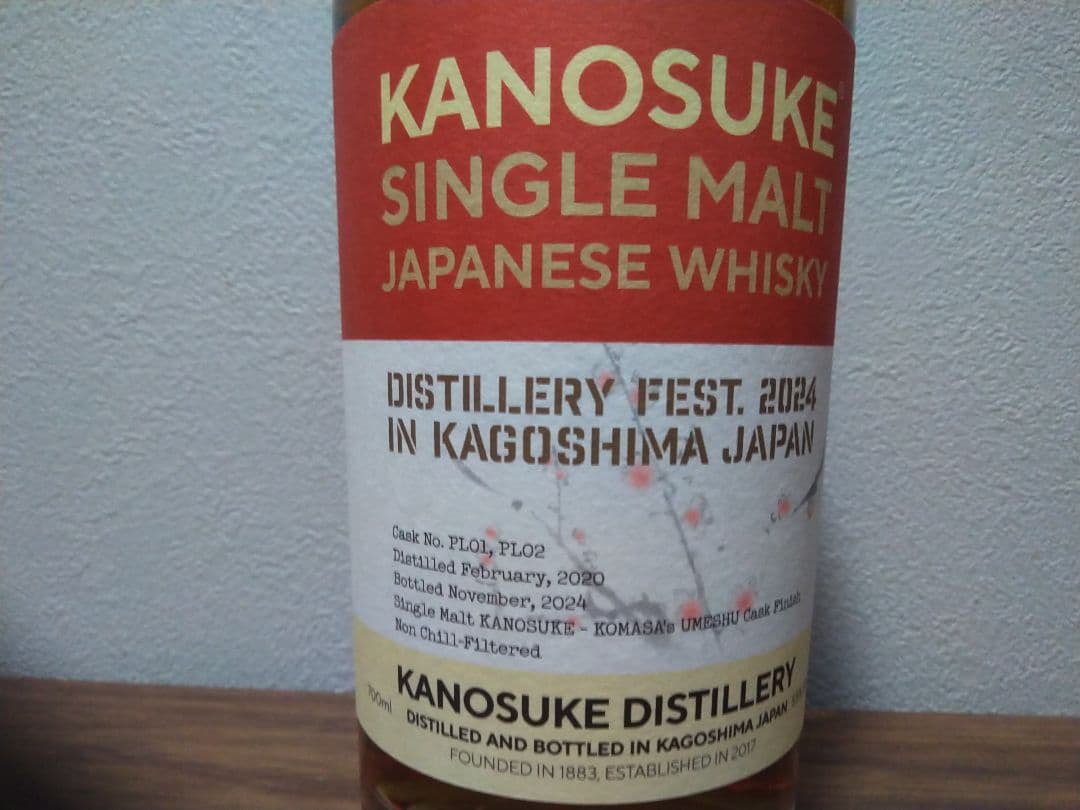 KANOSUKE
SINGLE MALT
JAPANESE WHISKY
DISTILLERY FEST. 2024
IN KAGOSHIMA JAPAN
Cask No. PL01, PL02
Distilled February, 2020
Bottled November, 2024
Single Malt KANOSUKE - KOMASA's UMESHU Cask Finish
Non Chill-Filtered
KANOSUKE DISTILLERY
700ml
DISTILLED AND BOTTLED IN KAGOSHIMA JAPAN
FOUNDED IN 1883, ESTABLISHED IN 2017